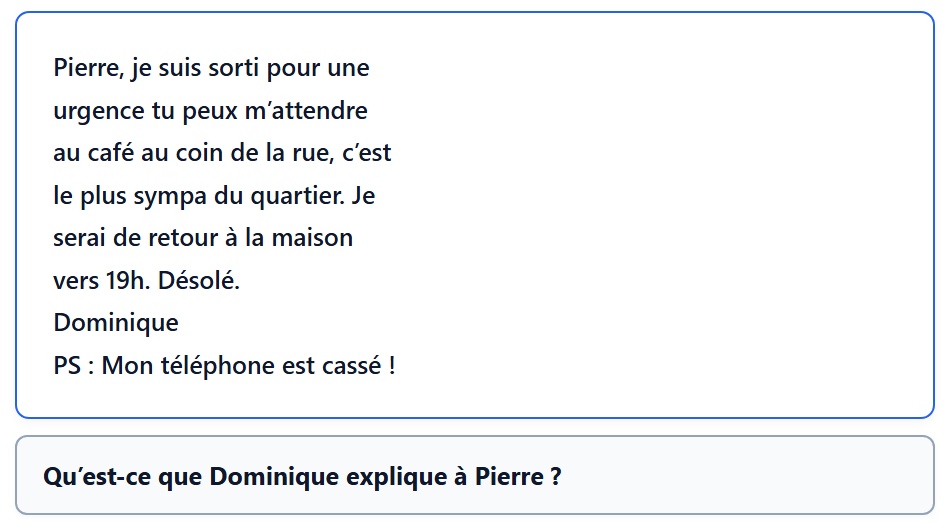 Pierre, je suis sorti pour une
urgence tu peux m’attendre
au café au coin de la rue, c’est
le plus sympa du quartier. Je
serai de retour à la maison
vers 19h. Désolé.
Dominique
PS : Mon téléphone est cassé !
Qu’est-ce que Dominique explique à Pierre ?